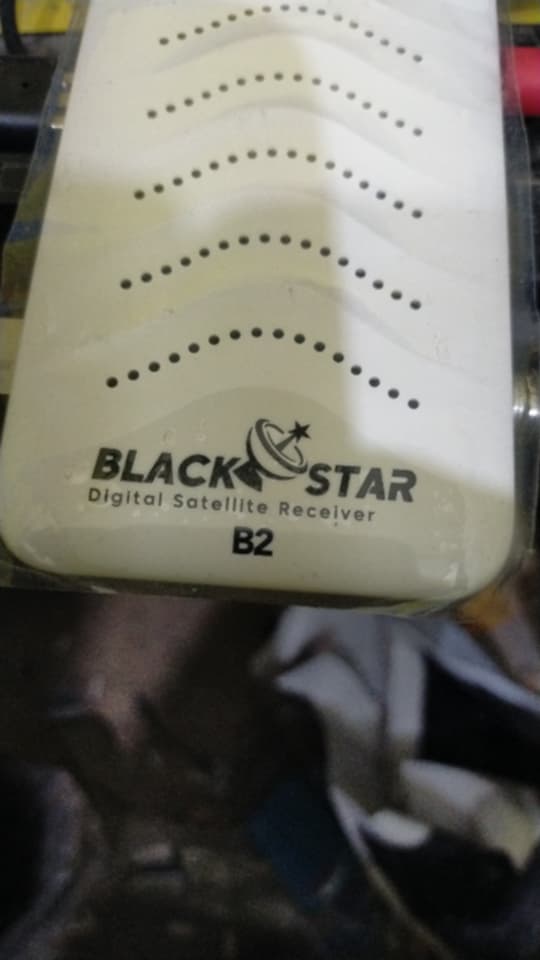 BLACK STAR
Digital Satellite Receiver
B2